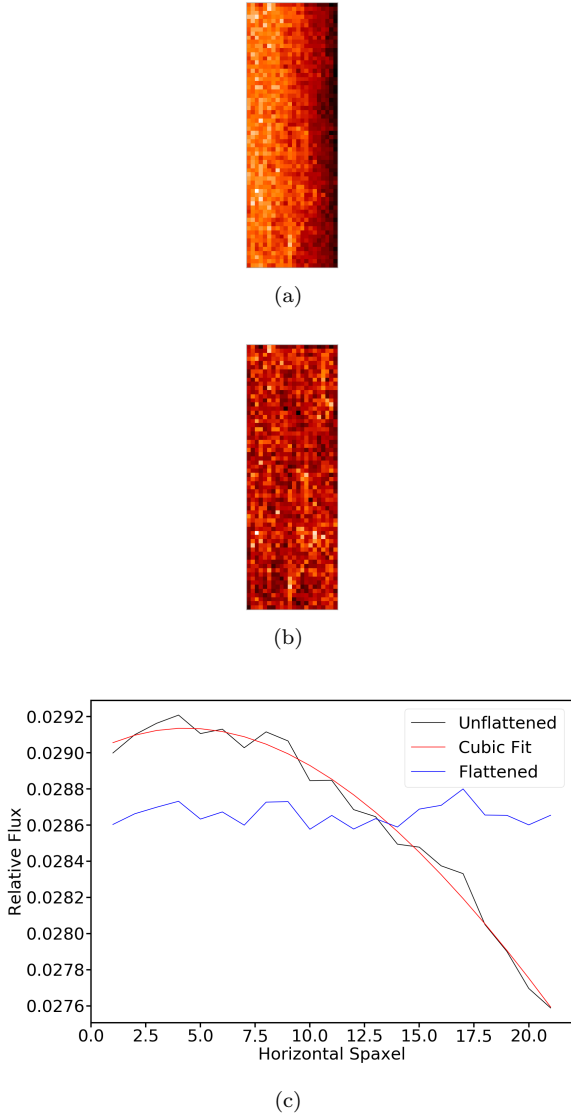 (a)
(b)
Unflattened
Cubic Fit
Flattened
0.0292
0.0290
0.0288
0.0286
0.0284
0.0282
0.0280
0.0278
0.0276
Relative Flux
0.0 2.5 5.0 7.5 10.0 12.5 15.0 17.5 20.0
Horizontal Spaxel
(c)